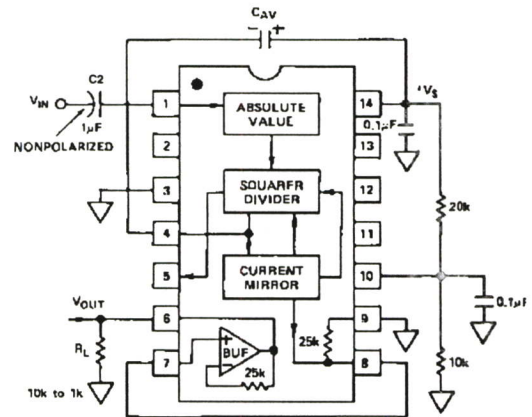 CAV
− +
C2
VIN
1μF
NONPOLARIZED
1
2
3
4
5
6
7
ABSOLUTE
VALUE
SQUARER
DIVIDER
CURRENT
MIRROR
BUF
25k
25k
14
13
12
11
10
9
8
+VS
0.1μF
20k
0.1μF
10k
VOUT
RL
10k to 1k